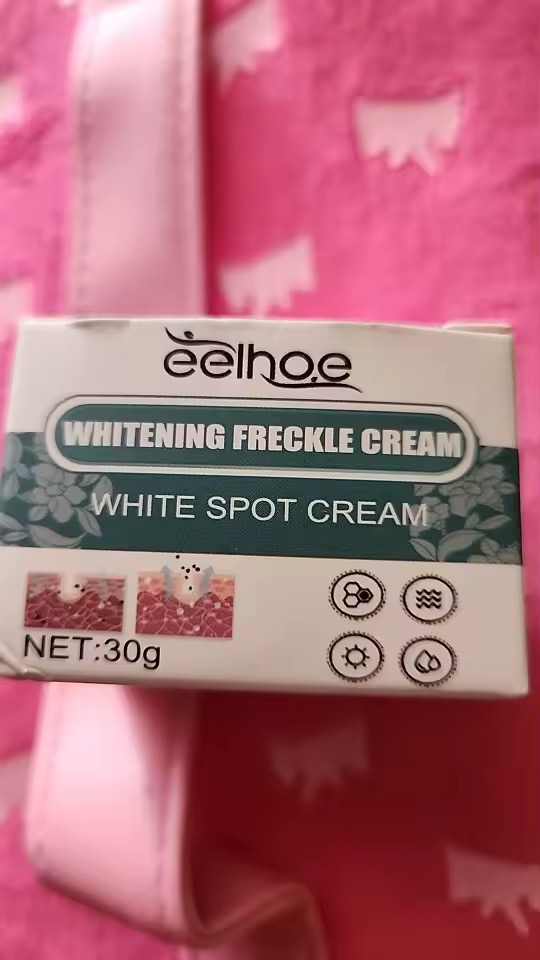 eelhoe
WHITENING FRECKLE CREAM
WHITE SPOT CREAM
NET:30g